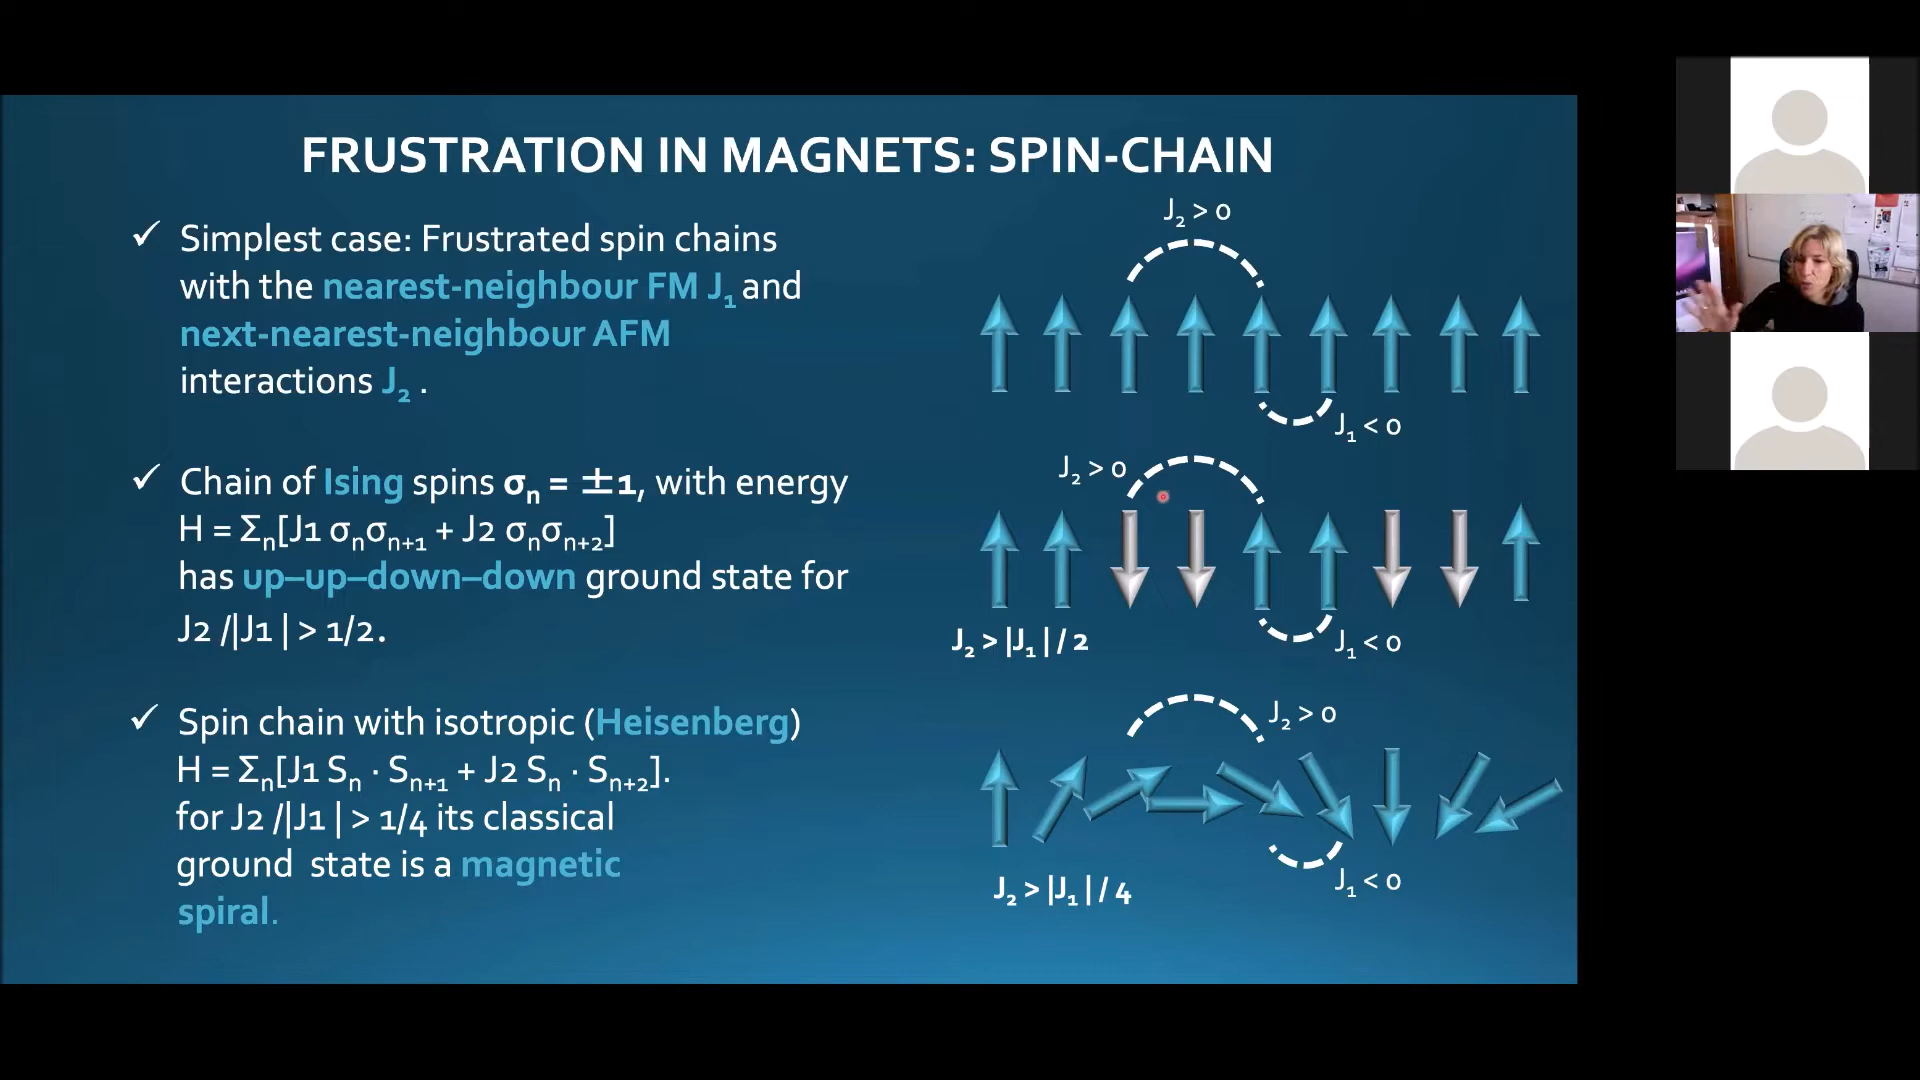 FRUSTRATION IN MAGNETS: SPIN-CHAIN
✓ Simplest case: Frustrated spin chains
with the nearest-neighbour FM J₁ and
next-nearest-neighbour AFM
interactions J₂ .
✓ Chain of Ising spins σₙ = ±1, with energy
H = Σₙ[J1 σₙσₙ₊₁ + J2 σₙσₙ₊₂]
has up–up–down–down ground state for
J2 /|J1 | > 1/2.
✓ Spin chain with isotropic (Heisenberg)
H = Σₙ[J1 Sₙ · Sₙ₊₁ + J2 Sₙ · Sₙ₊₂].
for J2 /|J1 | > 1/4 its classical
ground state is a magnetic
spiral.
J₂ > 0
J₁ < 0
J₂ > 0
J₂ > |J₁ | / 2
J₁ < 0
J₂ > 0
J₂ > |J₁ | / 4
J₁ < 0